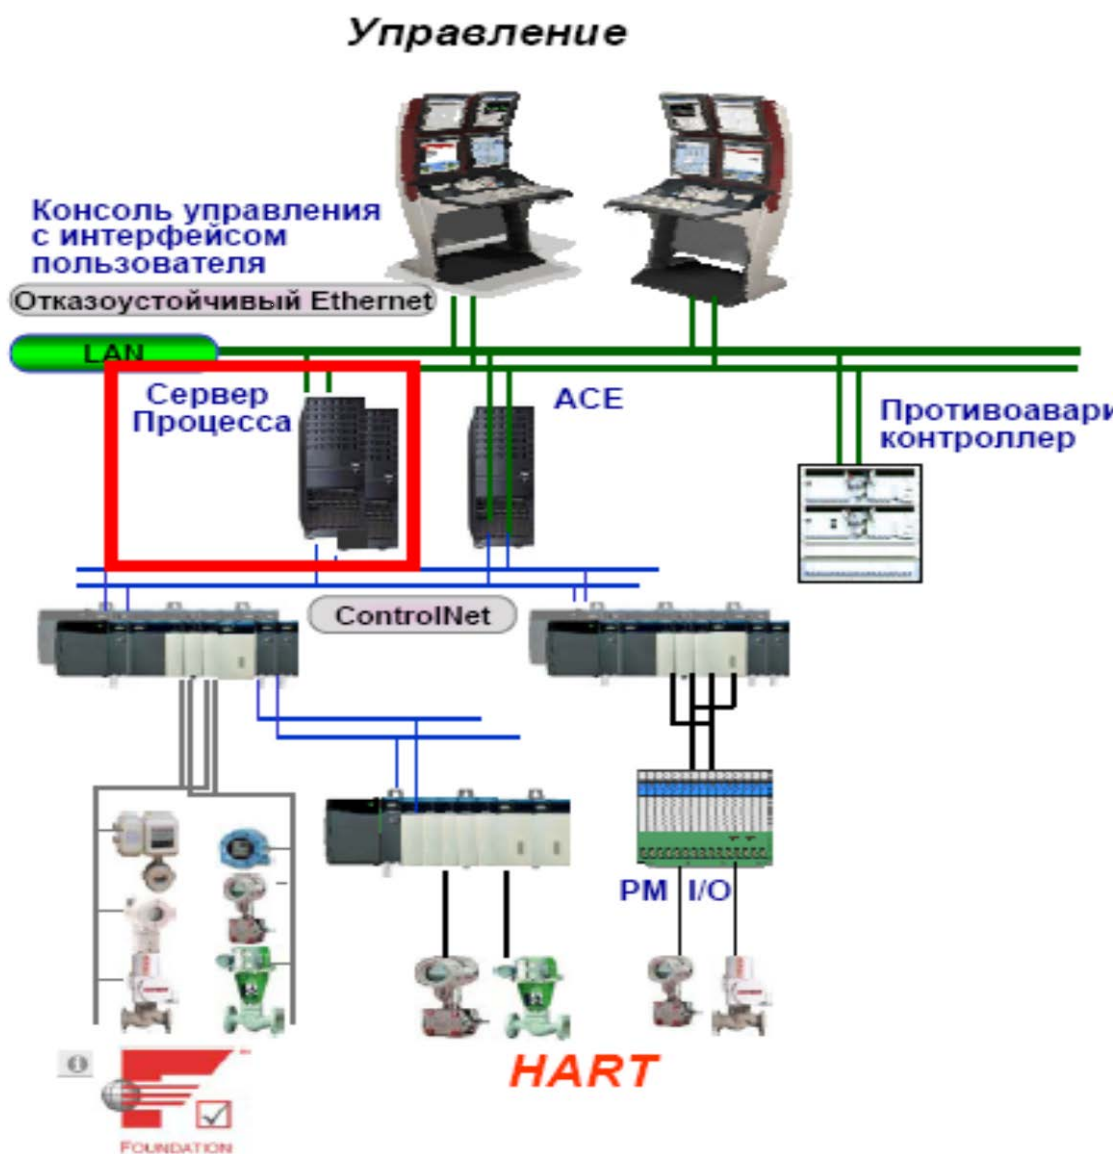 Управление
Консоль управления
с интерфейсом
пользователя
Отказоустойчивый Ethernet
LAN
Сервер
Процесса
ACE
Противоавари
контроллер
ControlNet
PM I/O
HART
FOUNDATION